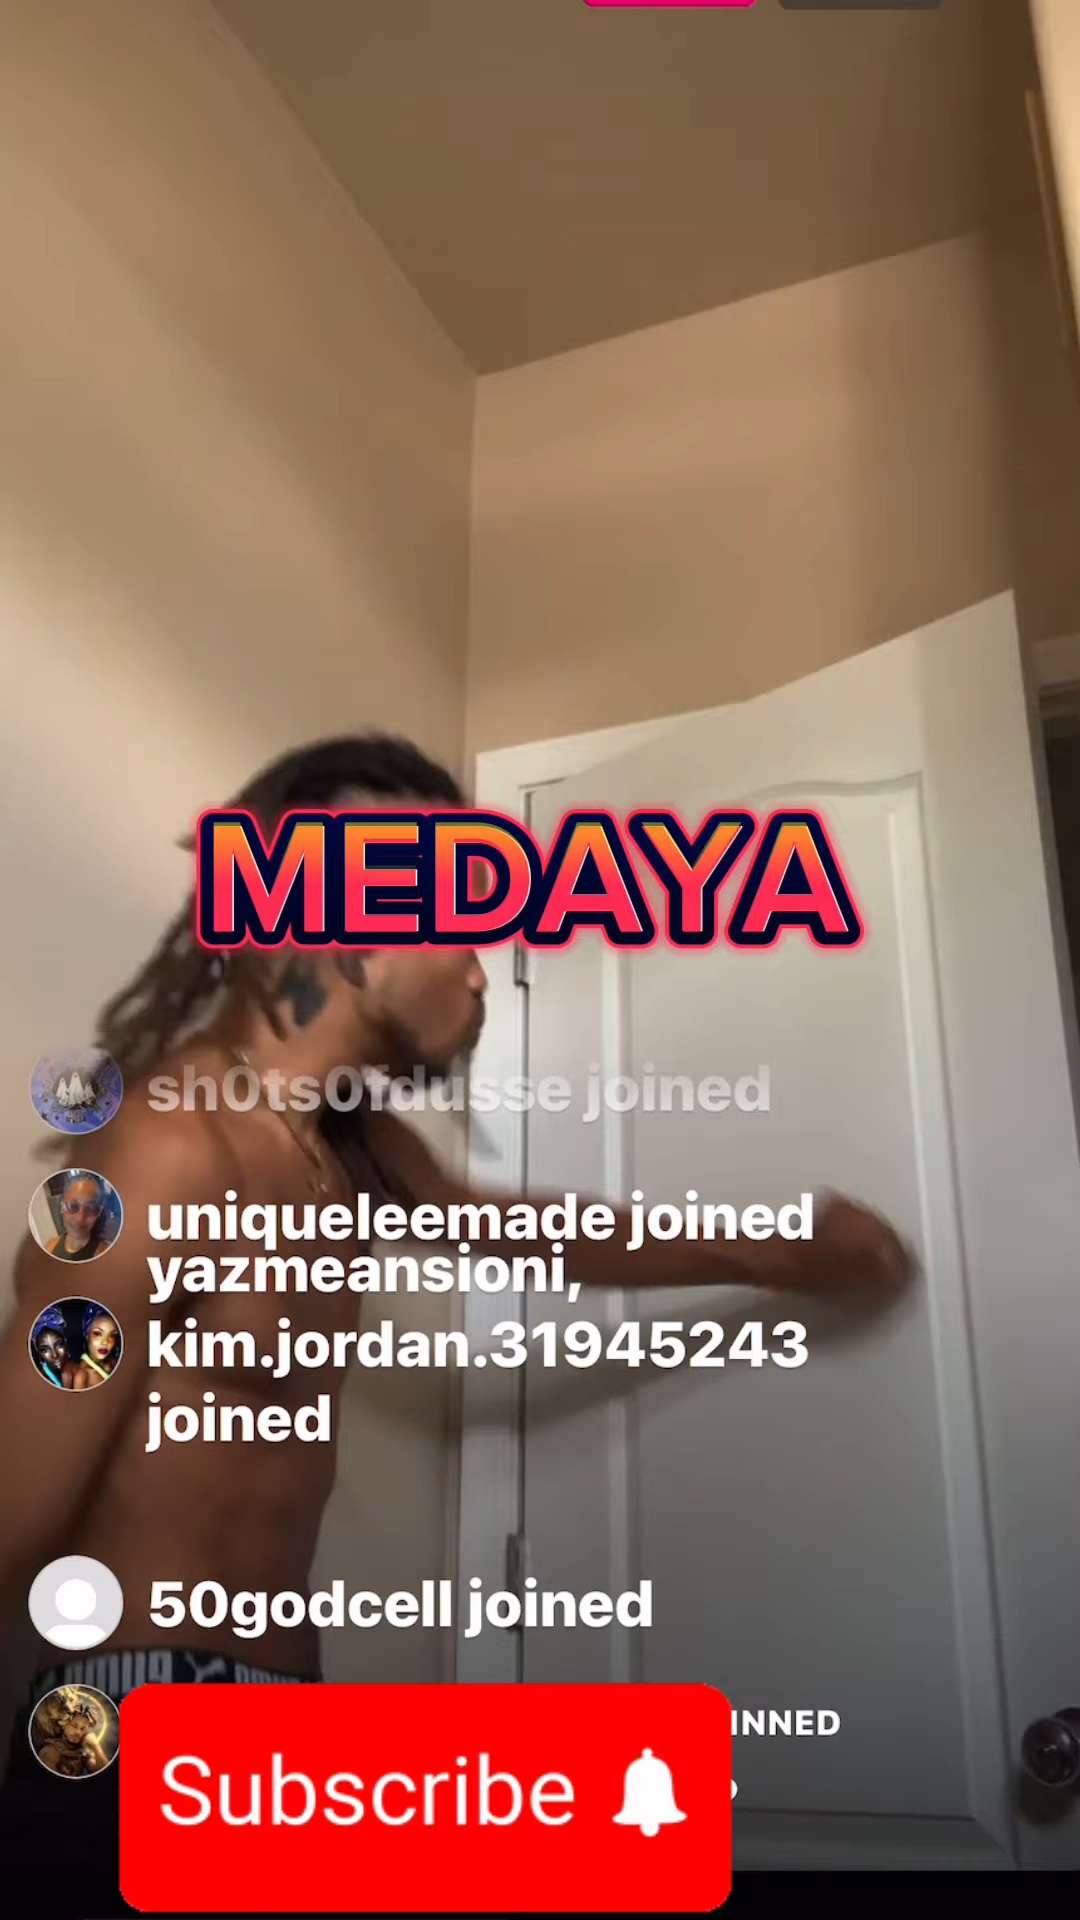 MEDAYA
sh0ts0fdusse joined
uniqueleemade joined
yazmeansioni,
kim.jordan.31945243
joined
50godcell joined
INNED
Subscribe